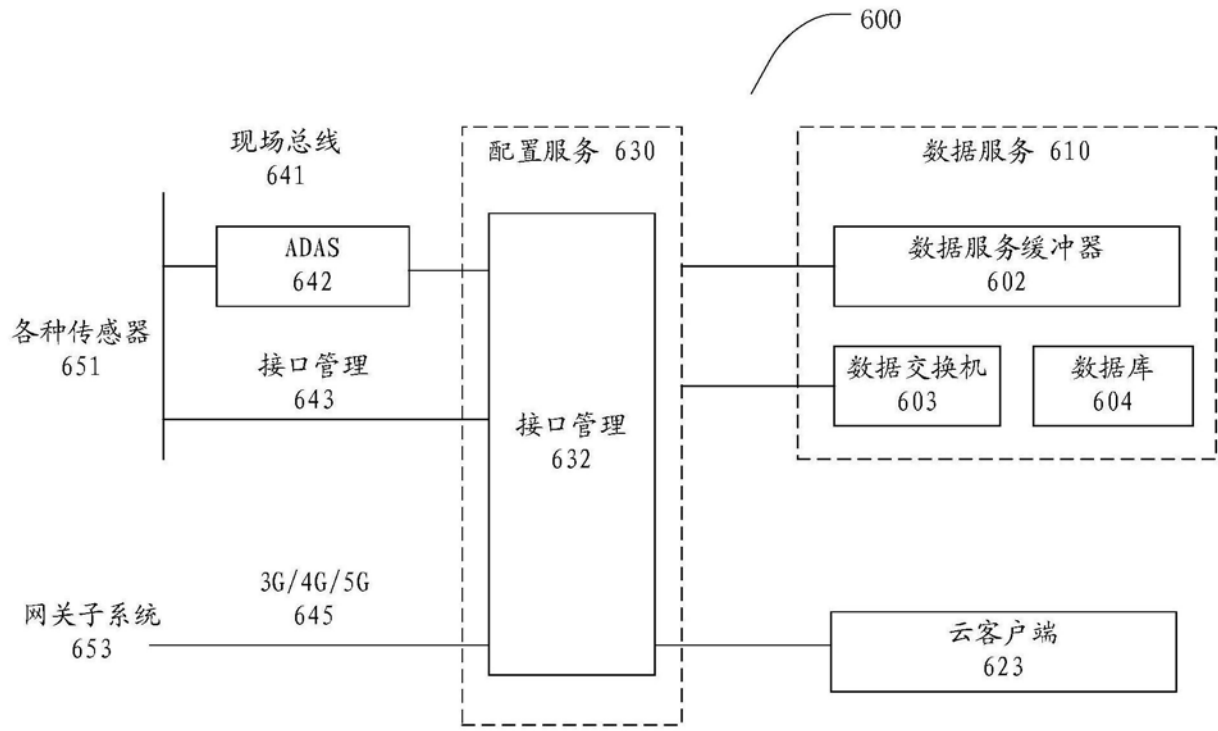 600
现场总线
641
配置服务 630
数据服务 610
ADAS
642
数据服务缓冲器
602
各种传感器
651
接口管理
643
接口管理
632
数据交换机
603
数据库
604
3G/4G/5G
645
网关子系统
653
云客户端
623